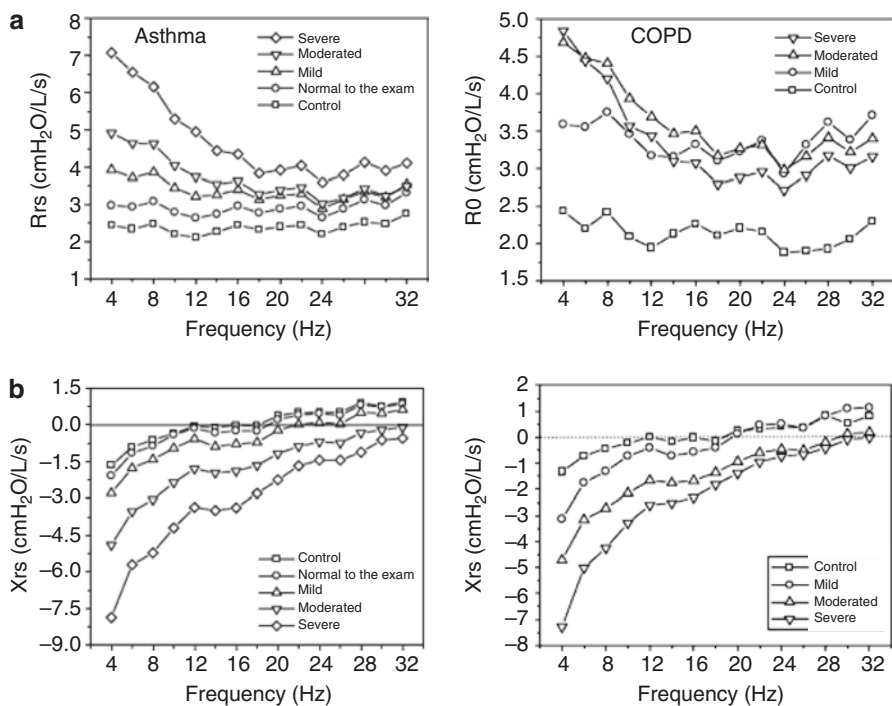 a
Asthma
Rrs (cmH₂O/L/s)
8
7
6
5
4
3
2
1
Severe
Moderated
Mild
Normal to the exam
Control
4 8 12 16 20 24 28 32
Frequency (Hz)
COPD
R0 (cmH₂O/L/s)
5.0
4.5
4.0
3.5
3.0
2.5
2.0
1.5
Severe
Moderated
Mild
Control
4 8 12 16 20 24 28 32
Frequency (Hz)
b
Xrs (cmH₂O/L/s)
1.5
0.0
−1.5
−3.0
−4.5
−6.0
−7.5
−9.0
Control
Normal to the exam
Mild
Moderated
Severe
4 8 12 16 20 24 28 32
Frequency (Hz)
Xrs (cmH₂O/L/s)
2
1
0
−1
−2
−3
−4
−5
−6
−7
−8
Control
Mild
Moderated
Severe
4 8 12 16 20 24 28 32
Frequency (Hz)